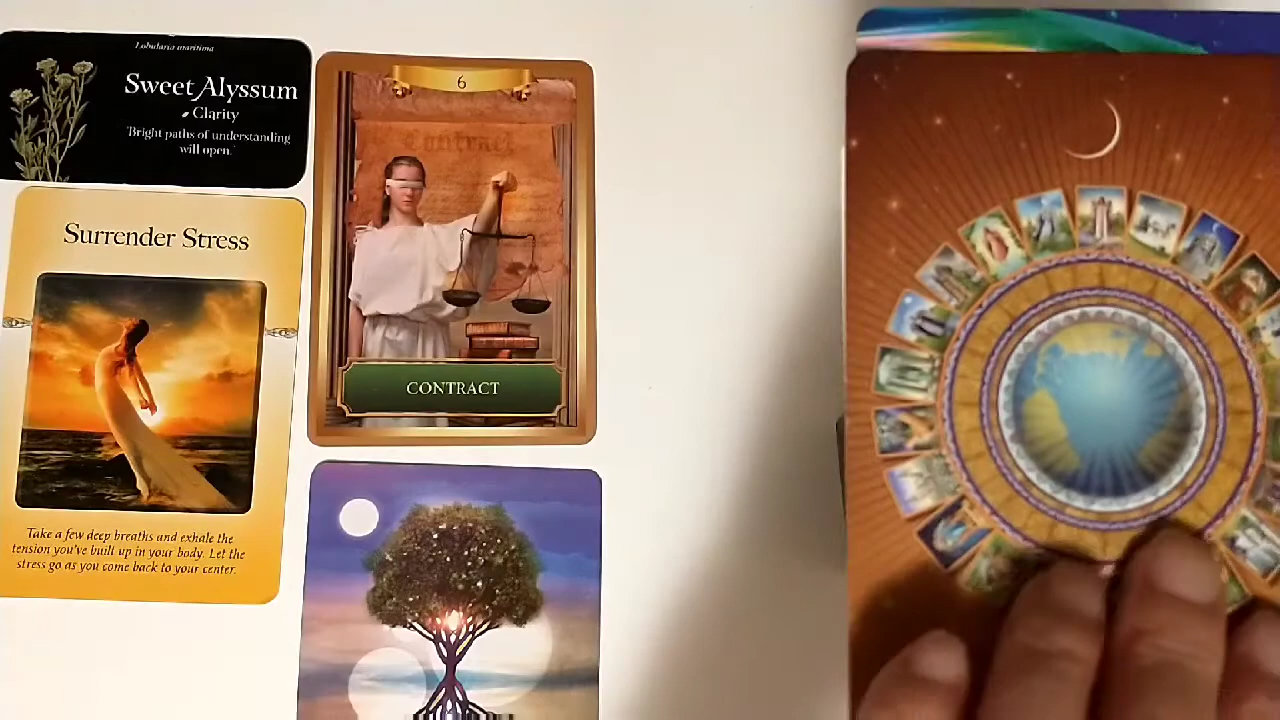 Lobularia maritima
Sweet Alyssum
Clarity
'Bright paths of understanding
will open.'
Surrender Stress
Take a few deep breaths and exhale the
tension you've built up in your body. Let the
stress go as you come back to your center.
6
Contract
CONTRACT